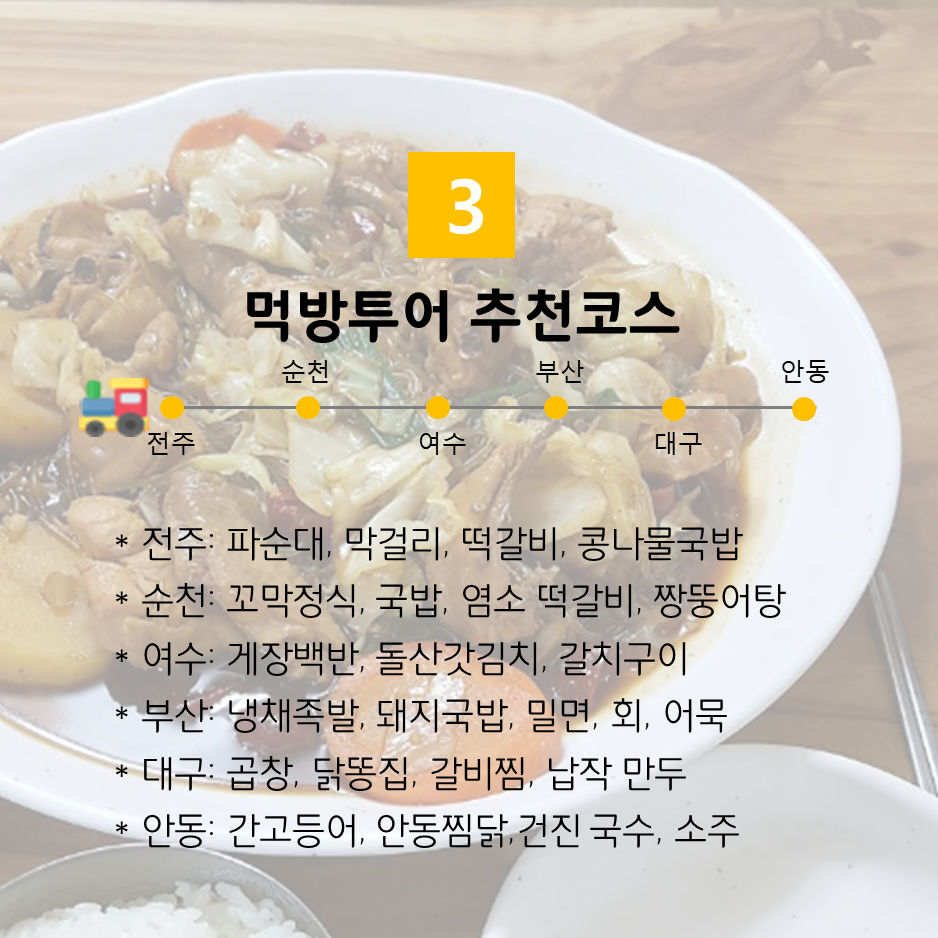 3
먹방투어 추천코스
순천 부산 안동
전주 여수 대구
* 전주: 파순대, 막걸리, 떡갈비, 콩나물국밥
* 순천: 꼬막정식, 국밥, 염소 떡갈비, 짱뚱어탕
* 여수: 게장백반, 돌산갓김치, 갈치구이
* 부산: 냉채족발, 돼지국밥, 밀면, 회, 어묵
* 대구: 곱창, 닭똥집, 갈비찜, 납작 만두
* 안동: 간고등어, 안동찜닭,건진 국수, 소주